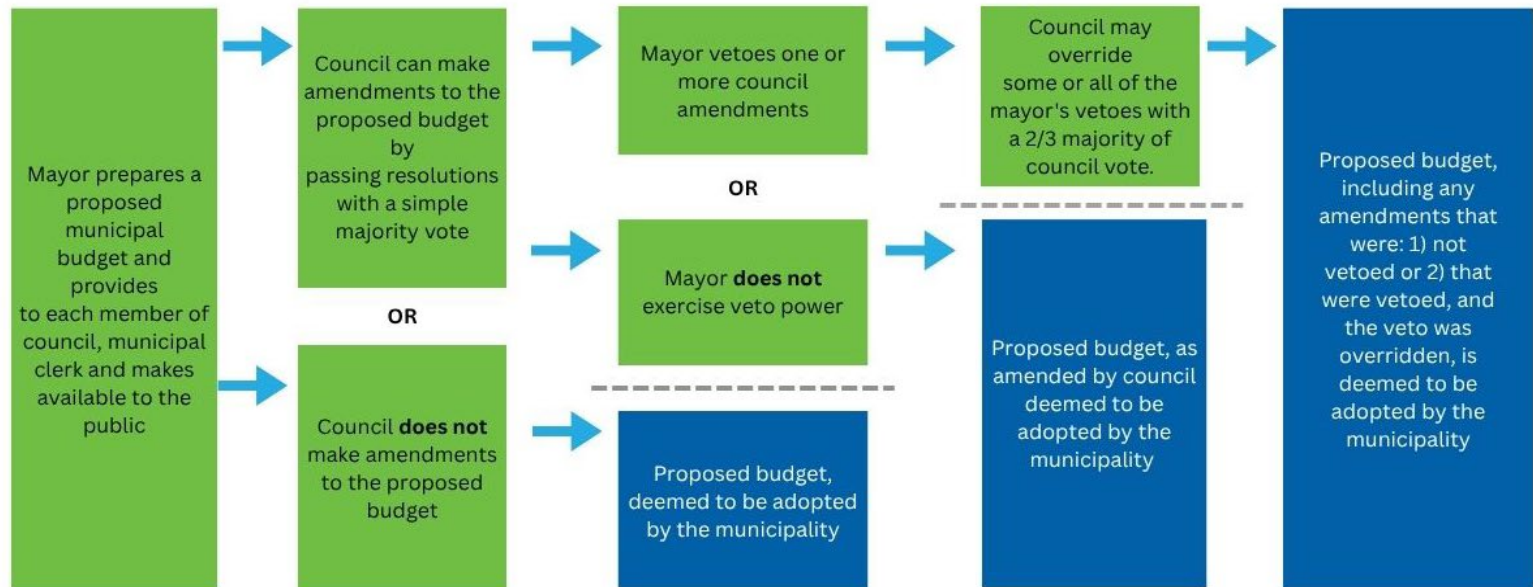 Mayor prepares a
proposed
municipal
budget and
provides
to each member of
council, municipal
clerk and makes
available to the
public
Council can make
amendments to the
proposed budget
by
passing resolutions
with a simple
majority vote
OR
Council does not
make amendments
to the proposed
budget
Mayor vetoes one or
more council
amendments
OR
Mayor does not
exercise veto power
Proposed budget,
deemed to be adopted
by the municipality
Council may
override
some or all of the
mayor's vetoes with
a 2/3 majority of
council vote.
Proposed budget, as
amended by council
deemed to be
adopted by the
municipality
Proposed budget,
including any
amendments that
were: 1) not
vetoed or 2) that
were vetoed, and
the veto was
overridden, is
deemed to be
adopted by the
municipality